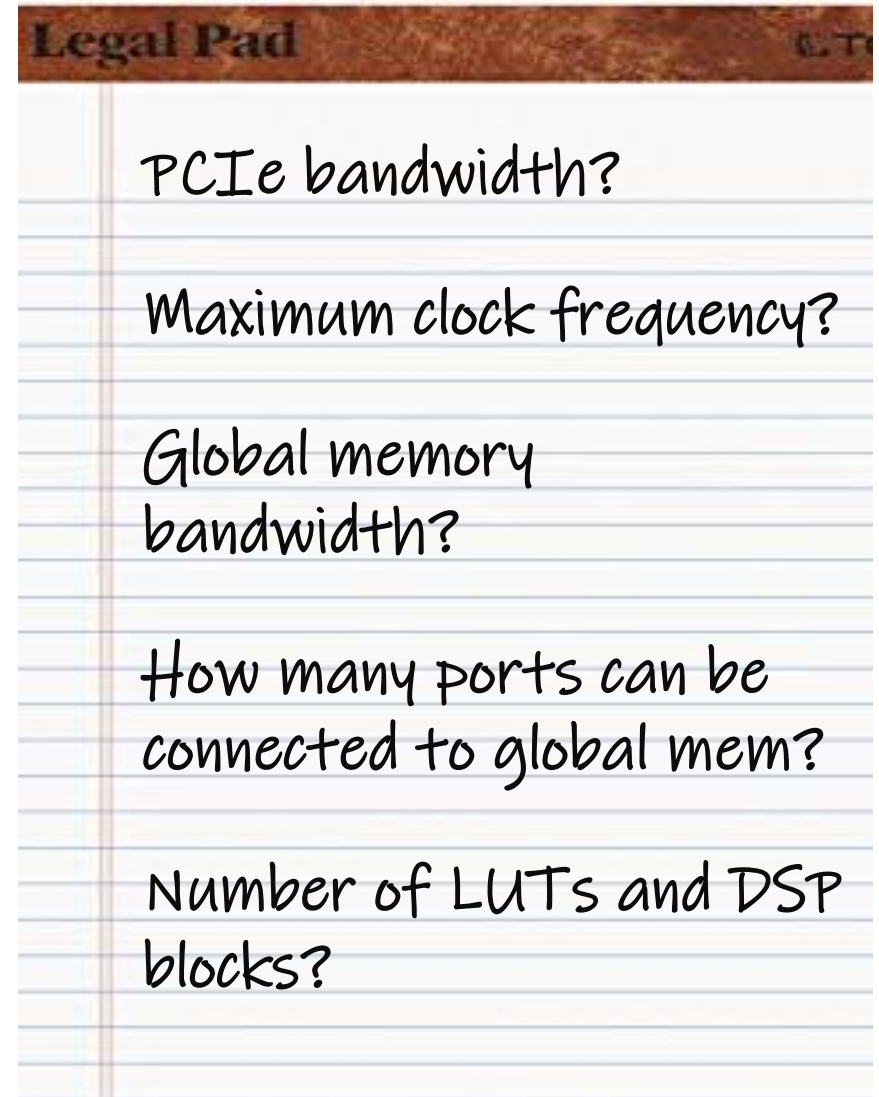 Legal Pad
PCIe bandwidth?
Maximum clock frequency?
Global memory
bandwidth?
How many ports can be
connected to global mem?
Number of LUTs and DSP
blocks?